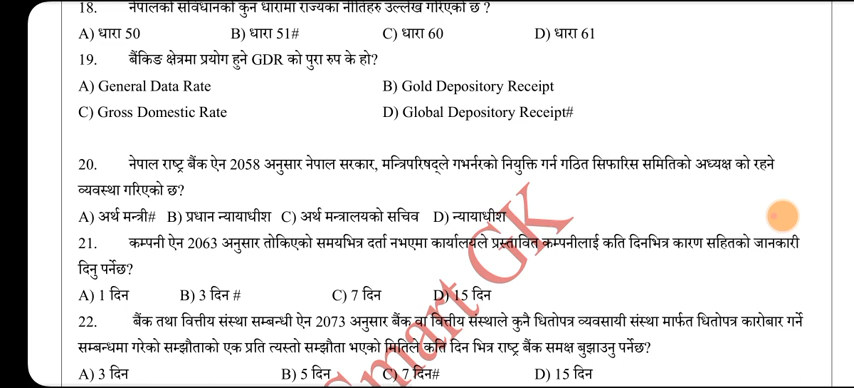 18. नेपालको संविधानको कुन धारामा राज्यका नीतिहरु उल्लेख गरिएको छ ?
A) धारा 50 B) धारा 51# C) धारा 60 D) धारा 61
19. बैंकिङ क्षेत्रमा प्रयोग हुने GDR को पुरा रुप के हो?
A) General Data Rate B) Gold Depository Receipt
C) Gross Domestic Rate D) Global Depository Receipt#
20. नेपाल राष्ट्र बैंक ऐन 2058 अनुसार नेपाल सरकार, मन्त्रिपरिषद्ले गभर्नरको नियुक्ति गर्न गठित सिफारिस समितिको अध्यक्ष को रहने
व्यवस्था गरिएको छ?
A) अर्थ मन्त्री# B) प्रधान न्यायाधीश C) अर्थ मन्त्रालयको सचिव D) न्यायाधीश
21. कम्पनी ऐन 2063 अनुसार तोकिएको समयभित्र दर्ता नभएमा कार्यालयले प्रस्तावित कम्पनीलाई कति दिनभित्र कारण सहितको जानकारी
दिनु पर्नेछ?
A) 1 दिन B) 3 दिन # C) 7 दिन D) 15 दिन
22. बैंक तथा वित्तीय संस्था सम्बन्धी ऐन 2073 अनुसार बैंक वा वित्तीय संस्थाले कुनै धितोपत्र व्यवसायी संस्था मार्फत धितोपत्र कारोबार गर्ने
सम्बन्धमा गरेको सम्झौताको एक प्रति त्यस्तो सम्झौता भएको मितिले कति दिन भित्र राष्ट्र बैंक समक्ष बुझाउनु पर्नेछ?
A) 3 दिन B) 5 दिन C) 7 दिन# D) 15 दिन
Smart GK